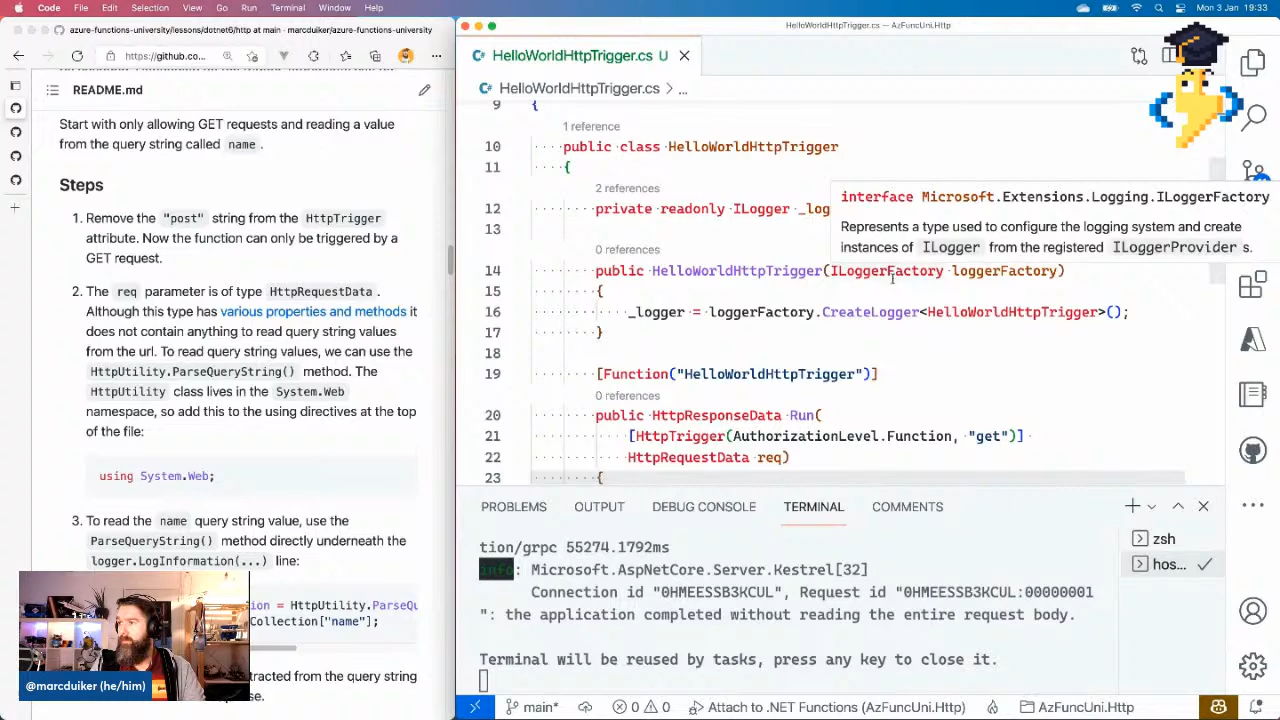 Code File Edit Selection View Go Run Terminal Window Help
Mon 29 May 19:33
azure-functions-university/lessons/dotnet6/http at main · marcduiker/azure-functions-university
https://github.co...
README.md
Start with only allowing GET requests and reading a value
from the query string called name .
Steps
1. Remove the "post" string from the HttpTrigger
attribute. Now the function can only be triggered by a
GET request.
2. The req parameter is of type HttpRequestData .
Although this type has various properties and methods it
does not contain anything to read query string values
from the url. To read query string values, we can use the
HttpUtility.ParseQueryString() method. The
HttpUtility class lives in the System.Web
namespace, so add this to the using directives at the top
of the file:
using System.Web;
3. To read the name query string value, use the
ParseQueryString() method directly underneath the
logger.LogInformation(...) line:
ion = HttpUtility.ParseQu
Collection["name"];
xtracted from the query string
se.
@marcduiker (he/him)
HelloWorldHttpTrigger.cs — AzFuncUni.Http
HelloWorldHttpTrigger.cs U
HelloWorldHttpTrigger.cs > ...
9 {
1 reference
10 public class HelloWorldHttpTrigger
11 {
2 references
12 private readonly ILogger _log
13
interface Microsoft.Extensions.Logging.ILoggerFactory
Represents a type used to configure the logging system and create
instances of ILogger from the registered ILoggerProvider s.
0 references
14 public HelloWorldHttpTrigger(ILoggerFactory loggerFactory)
15 {
16 _logger = loggerFactory.CreateLogger<HelloWorldHttpTrigger>();
17 }
18
19 [Function("HelloWorldHttpTrigger")]
0 references
20 public HttpResponseData Run(
21 [HttpTrigger(AuthorizationLevel.Function, "get")]
22 HttpRequestData req)
23 {
PROBLEMS OUTPUT DEBUG CONSOLE TERMINAL COMMENTS
zsh
hos...
tion/grpc 55274.1792ms
info: Microsoft.AspNetCore.Server.Kestrel[32]
Connection id "0HMEESSB3KCUL", Request id "0HMEESSB3KCUL:00000001
": the application completed without reading the entire request body.
Terminal will be reused by tasks, press any key to close it.
main* 0 0 Attach to .NET Functions (AzFuncUni.Http) AzFuncUni.Http